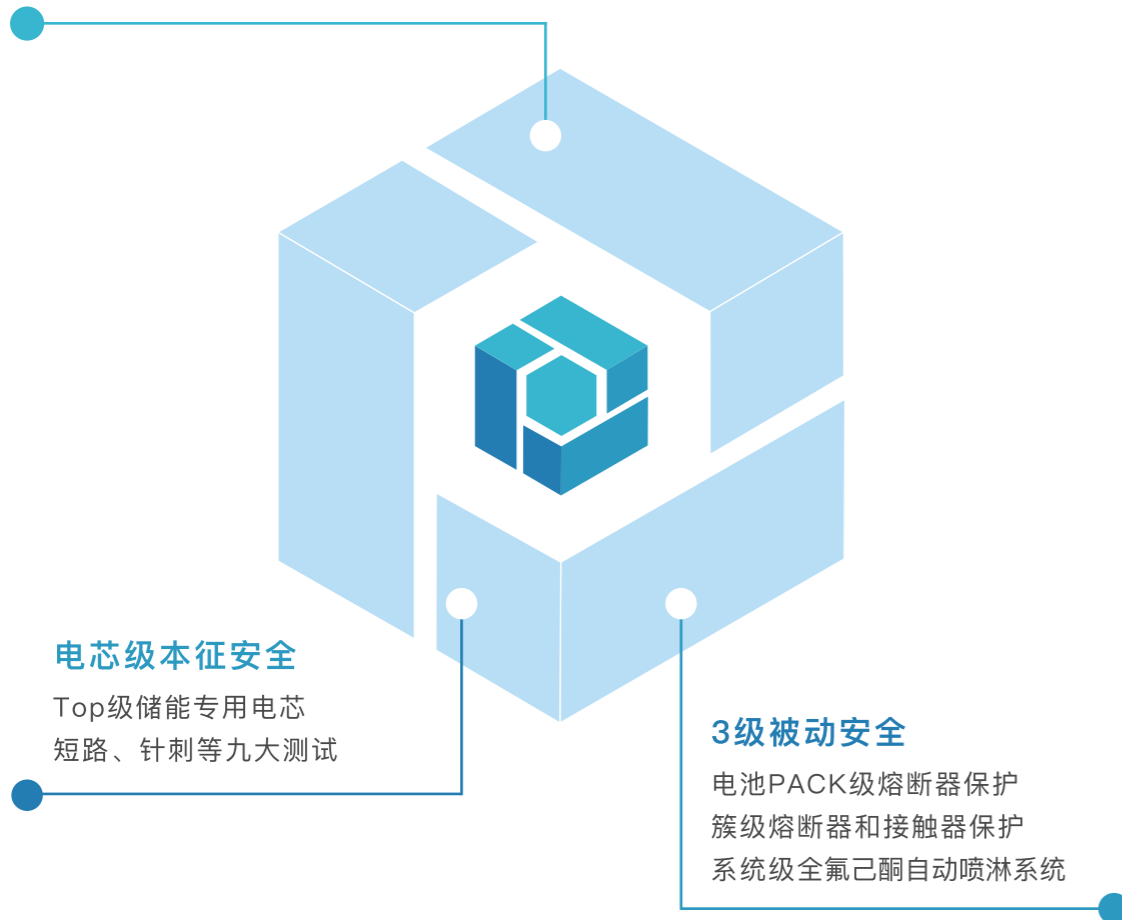 电芯级本征安全
Top级储能专用电芯
短路、针刺等九大测试
3级被动安全
电池PACK级熔断器保护
簇级熔断器和接触器保护
系统级全氟己酮自动喷淋系统